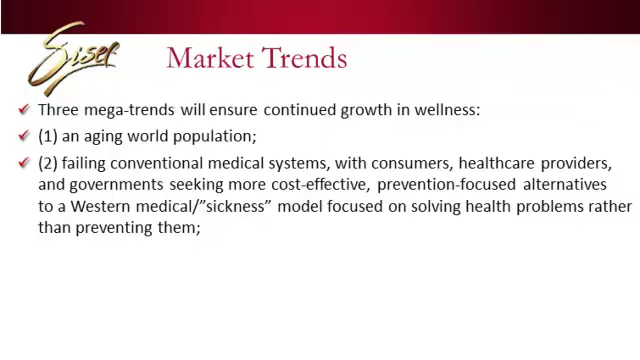 Sisel
Market Trends
Three mega-trends will ensure continued growth in wellness:
(1) an aging world population;
(2) failing conventional medical systems, with consumers, healthcare providers,
and governments seeking more cost-effective, prevention-focused alternatives
to a Western medical/”sickness” model focused on solving health problems rather
than preventing them;